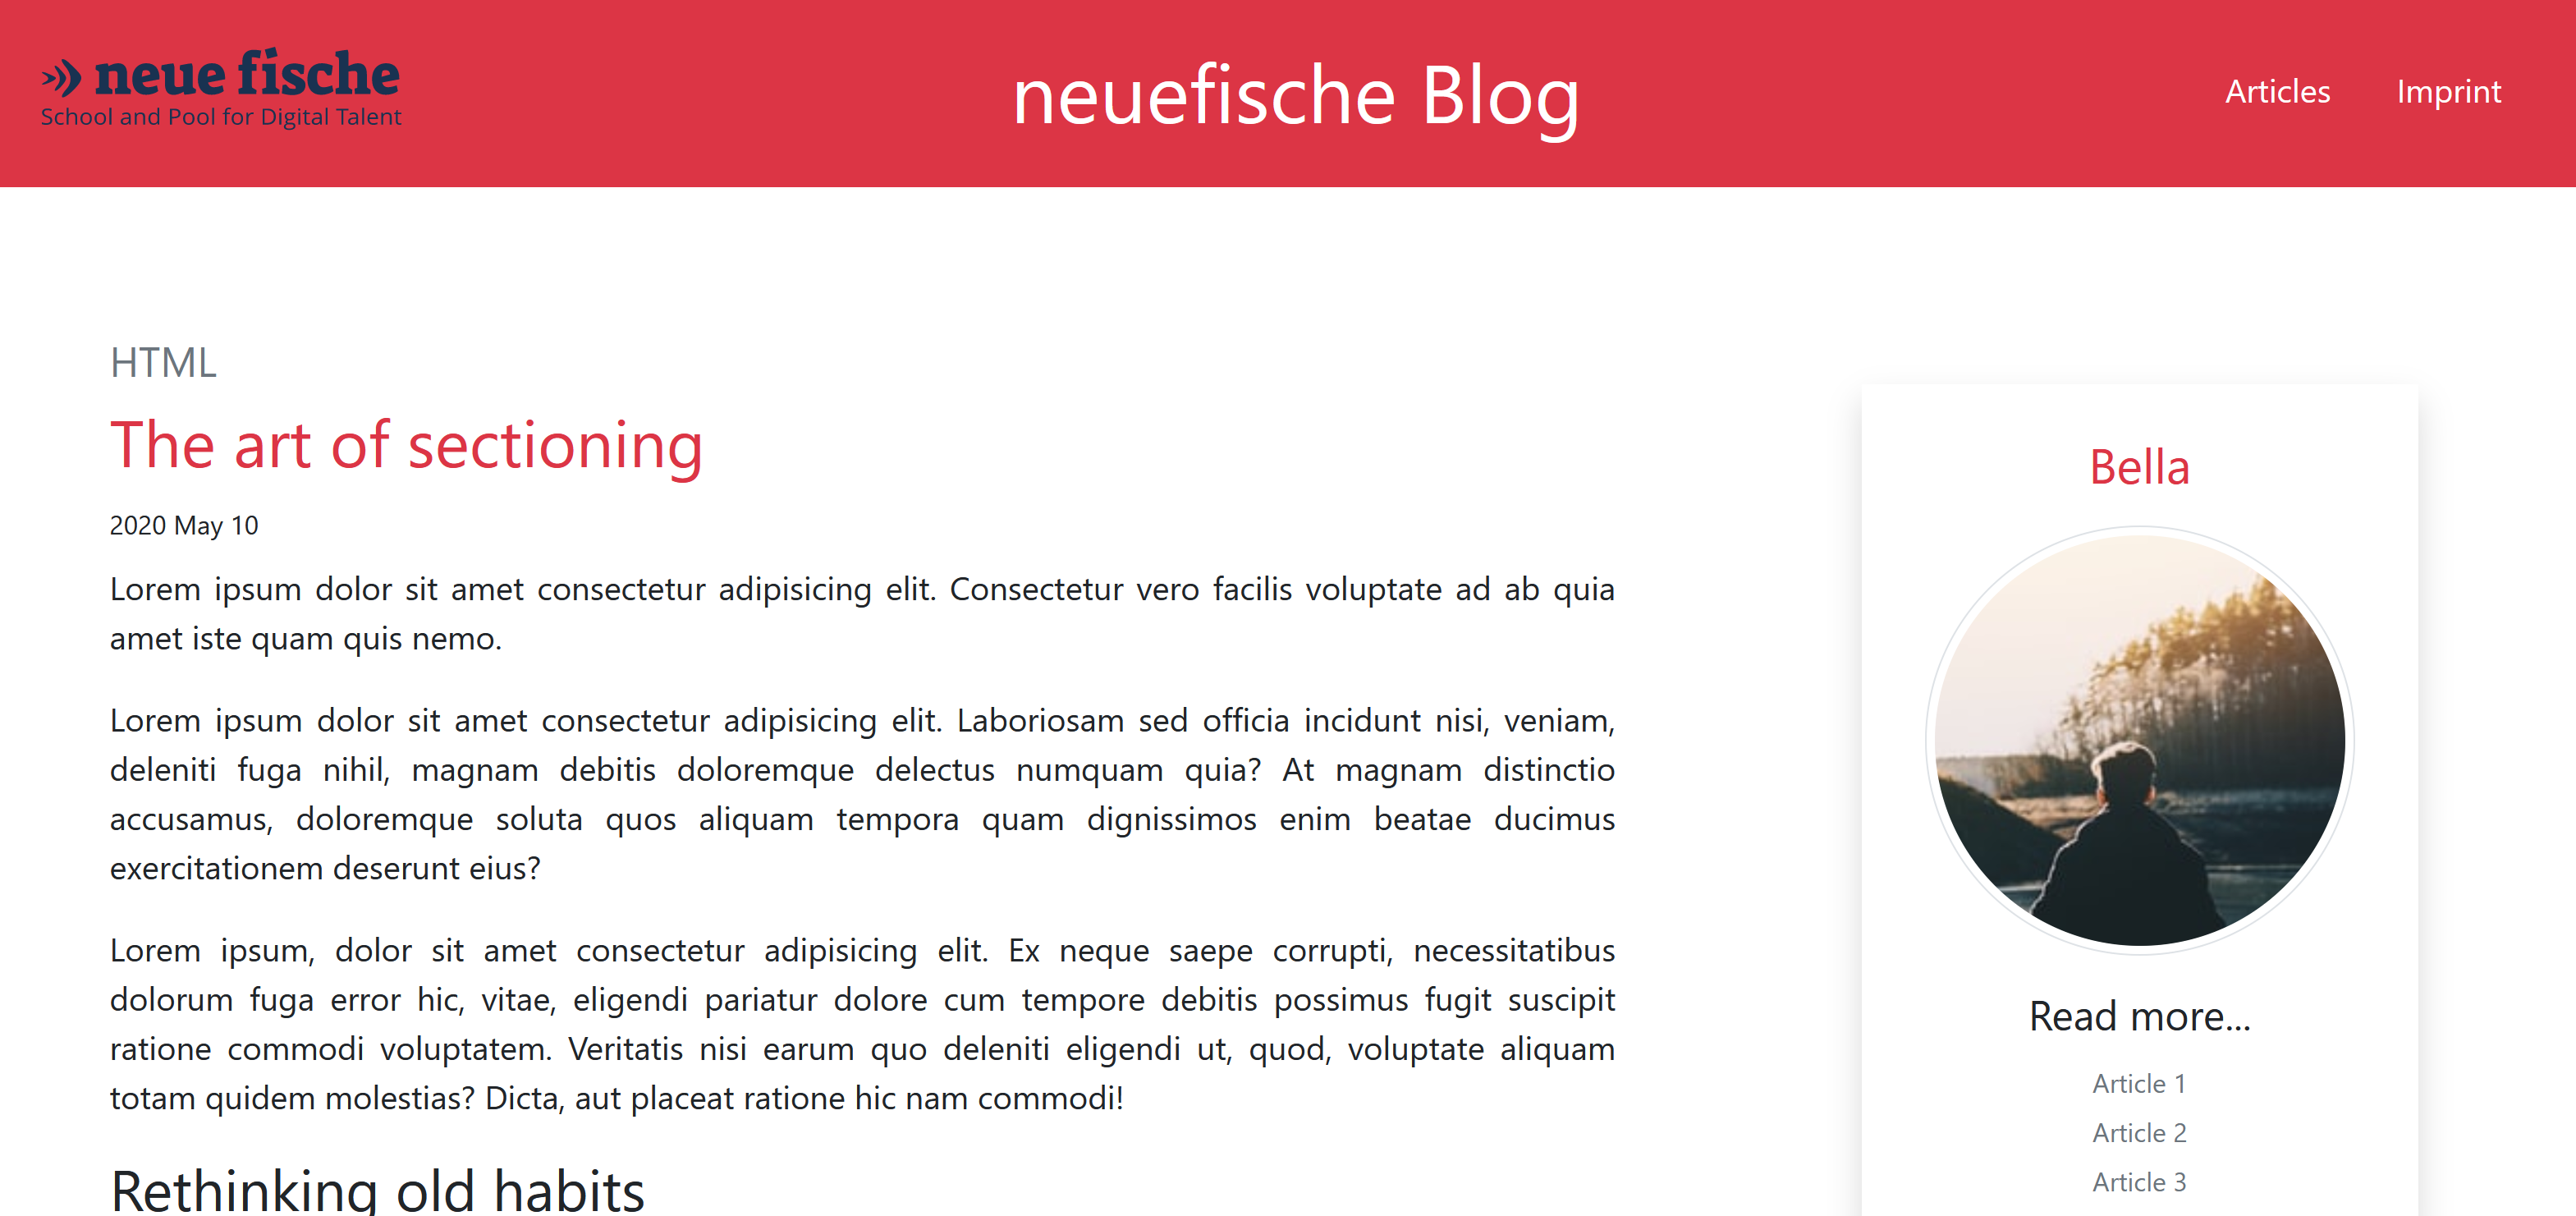 neue fische
School and Pool for Digital Talent
neuefische Blog
Articles
Imprint
HTML
The art of sectioning
2020 May 10
Lorem ipsum dolor sit amet consectetur adipisicing elit. Consectetur vero facilis voluptate ad ab quia
amet iste quam quis nemo.
Lorem ipsum dolor sit amet consectetur adipisicing elit. Laboriosam sed officia incidunt nisi, veniam,
deleniti fuga nihil, magnam debitis doloremque delectus numquam quia? At magnam distinctio
accusamus, doloremque soluta quos aliquam tempora quam dignissimos enim beatae ducimus
exercitationem deserunt eius?
Lorem ipsum, dolor sit amet consectetur adipisicing elit. Ex neque saepe corrupti, necessitatibus
dolorum fuga error hic, vitae, eligendi pariatur dolore cum tempore debitis possimus fugit suscipit
ratione commodi voluptatem. Veritatis nisi earum quo deleniti eligendi ut, quod, voluptate aliquam
totam quidem molestias? Dicta, aut placeat ratione hic nam commodi!
Rethinking old habits
Bella
Read more...
Article 1
Article 2
Article 3